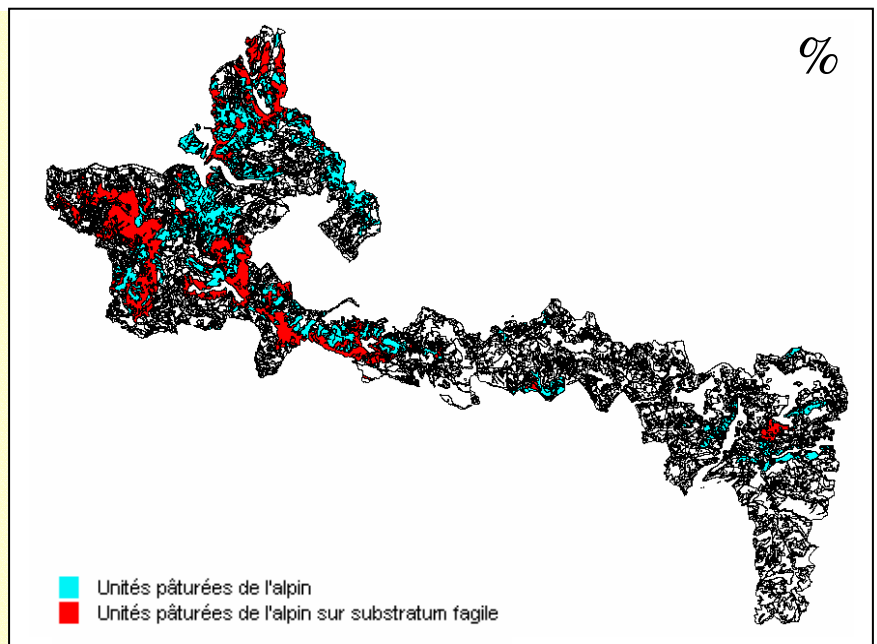 %
Unités pâturées de l'alpin
Unités pâturées de l'alpin sur substratum fagile